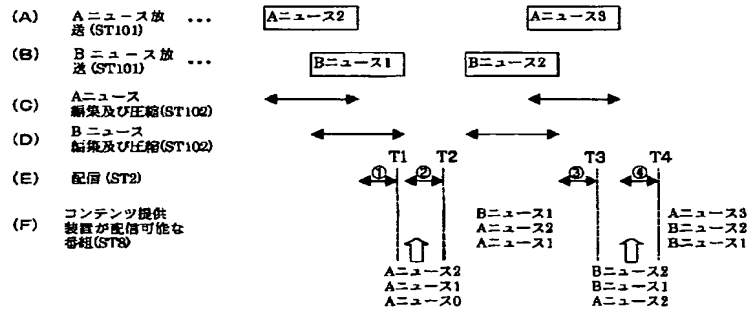 (A) Aニュース放送(ST101) ... Aニュース2 Aニュース3
(B) Bニュース放送(ST101) ... Bニュース1 Bニュース2
(C) Aニュース
編集及び圧縮(ST102)
(D) Bニュース
編集及び圧縮(ST102)
T1 T2 T3 T4
(E) 配信(ST2) ① ② ③ ④
(F) コンテンツ提供
装置が配信可能な
番組(ST8)
Bニュース1
Aニュース2
Aニュース1
Aニュース3
Bニュース2
Bニュース1
Aニュース2
Aニュース1
Aニュース0
Bニュース2
Bニュース1
Aニュース2